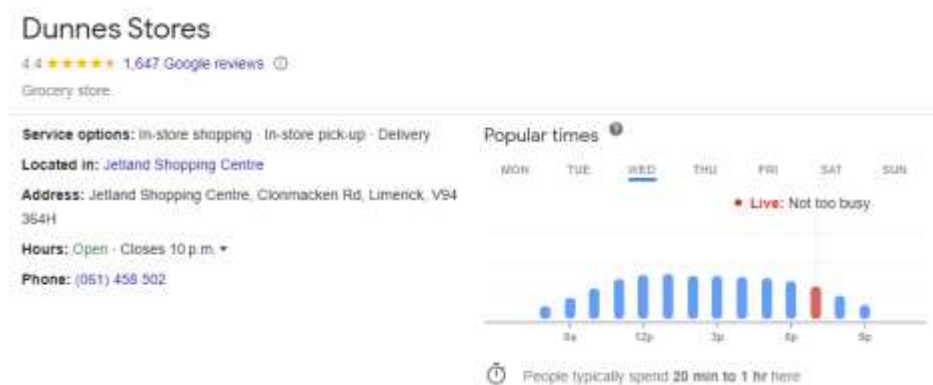 Dunnes Stores
4.4 1,647 Google reviews
Grocery store
Service options: In-store shopping · In-store pick-up · Delivery
Located in: Jetland Shopping Centre
Address: Jetland Shopping Centre, Clonmacken Rd, Limerick, V94
364H
Hours: Open · Closes 10 p.m.
Phone: (061) 458 502
Popular times ?
MON TUE WED THU FRI SAT SUN
Live: Not too busy
9a 12p 3p 6p 9p
People typically spend 20 min to 1 hr here